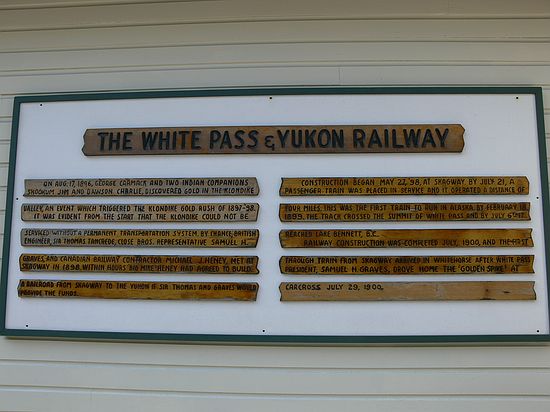 THE WHITE PASS & YUKON RAILWAY
ON AUG. 17, 1896, GEORGE CARMACK AND TWO INDIAN COMPANIONS
SKOOKUM JIM AND DAWSON CHARLIE, DISCOVERED GOLD IN THE KLONDIKE
VALLEY, AN EVENT WHICH TRIGGERED THE KLONDIKE GOLD RUSH OF 1897-98.
IT WAS EVIDENT FROM THE START THAT THE KLONDIKE COULD NOT BE
SERVICED WITHOUT A PERMANENT TRANSPORT SYSTEM. BY CHANCE, BRITISH
ENGINEER, SIR THOMAS TANCREDE, CLOSE BROS. REPRESENTATIVE SAMUEL H.
GRAVES, AND CANADIAN RAILWAY CONTRACTOR MICHAEL J. HENEY, MET AT
SKAGWAY IN 1898. WITHIN HOURS BIG MIKE HENEY HAD AGREED TO BUILD
A RAILROAD FROM SKAGWAY TO THE YUKON IF SIR THOMAS AND GRAVES WOULD
PROVIDE THE FUNDS.
CONSTRUCTION BEGAN MAY 27, 98, AT SKAGWAY. BY JULY 21, A
PASSENGER TRAIN WAS PLACED IN SERVICE AND IT OPERATED A DISTANCE OF
FOUR MILES. THIS WAS THE FIRST TRAIN TO RUN IN ALASKA. BY FEBRUARY 18,
1899, THE TRACK CROSSED THE SUMMIT OF WHITE PASS AND BY JULY 6TH IT
REACHED LAKE BENNETT, B.C.
RAILWAY CONSTRUCTION WAS COMPLETED JULY, 1900, AND THE FIRST
THROUGH TRAIN FROM SKAGWAY ARRIVED IN WHITEHORSE AFTER WHITE PASS
PRESIDENT, SAMUEL H. GRAVES, DROVE HOME THE 'GOLDEN SPIKE' AT
CARCROSS JULY 29, 1900.